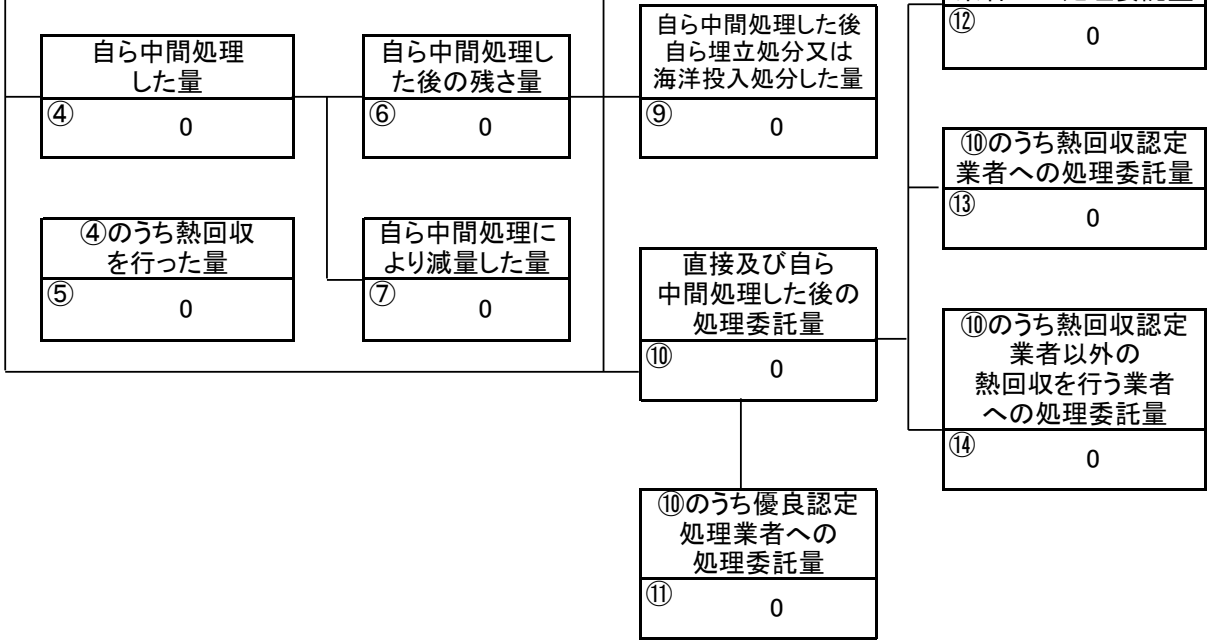 ⑫
0
自ら中間処理
した量
④
0
自ら中間処理し
た後の残さ量
⑥
0
自ら中間処理した後
自ら埋立処分又は
海洋投入処分した量
⑨
0
⑩のうち熱回収認定
業者への処理委託量
⑬
0
④のうち熱回収
を行った量
⑤
0
自ら中間処理に
より減量した量
⑦
0
直接及び自ら
中間処理した後の
処理委託量
⑩
0
⑩のうち熱回収認定
業者以外の
熱回収を行う業者
への処理委託量
⑭
0
⑩のうち優良認定
処理業者への
処理委託量
⑪
0